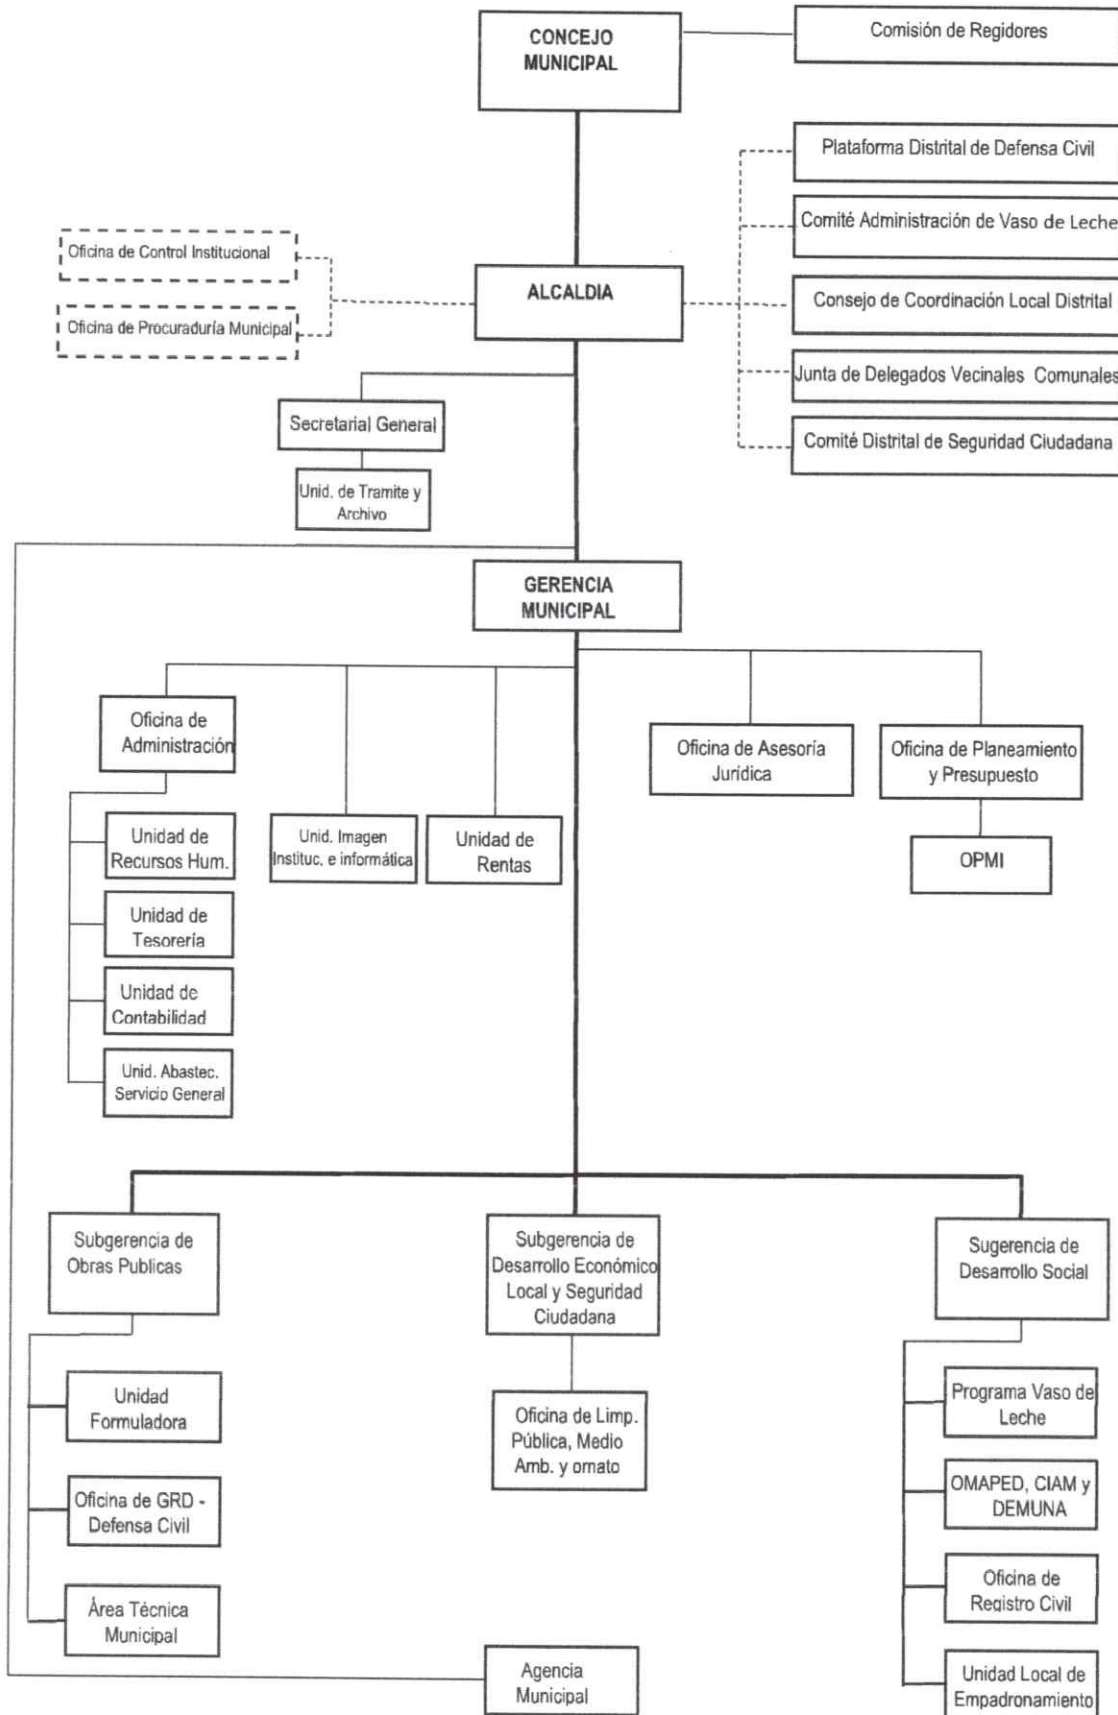 CONCEJO
MUNICIPAL
Comisión de Regidores
Plataforma Distrital de Defensa Civil
Comité Administración de Vaso de Leche
Consejo de Coordinación Local Distrital
Junta de Delegados Vecinales Comunales
Comité Distrital de Seguridad Ciudadana
Oficina de Control Institucional
Oficina de Procuraduría Municipal
ALCALDIA
Secretarial General
Unid. de Tramite y
Archivo
GERENCIA
MUNICIPAL
Oficina de
Administración
Unidad de
Recursos Hum.
Unidad de
Tesorería
Unidad de
Contabilidad
Unid. Abastec.
Servicio General
Unid. Imagen
Instituc. e informática
Unidad de
Rentas
Oficina de Asesoría
Jurídica
Oficina de Planeamiento
y Presupuesto
OPMI
Subgerencia de
Obras Publicas
Unidad
Formuladora
Oficina de GRD -
Defensa Civil
Área Técnica
Municipal
Subgerencia de
Desarrollo Económico
Local y Seguridad
Ciudadana
Oficina de Limp.
Pública, Medio
Amb. y ornato
Agencia
Municipal
Sugerencia de
Desarrollo Social
Programa Vaso de
Leche
OMAPED, CIAM y
DEMUNA
Oficina de
Registro Civil
Unidad Local de
Empadronamiento